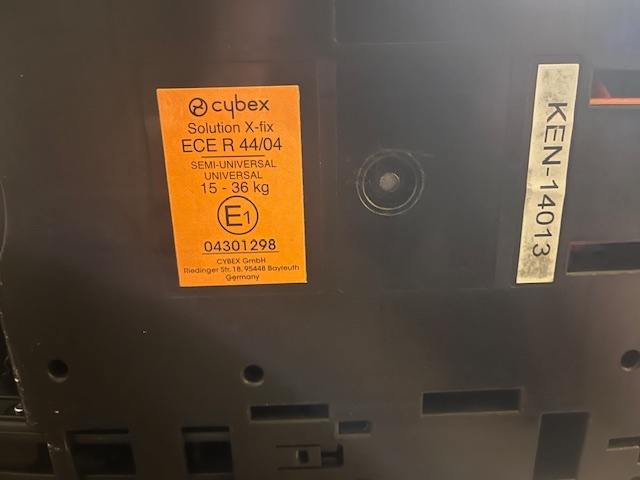 cybex
Solution X-fix
ECE R 44/04
SEMI-UNIVERSAL
UNIVERSAL
15 - 36 kg
E1
04301298
CYBEX GmbH
Riedinger Str. 18, 95448 Bayreuth
Germany
KEN-14013